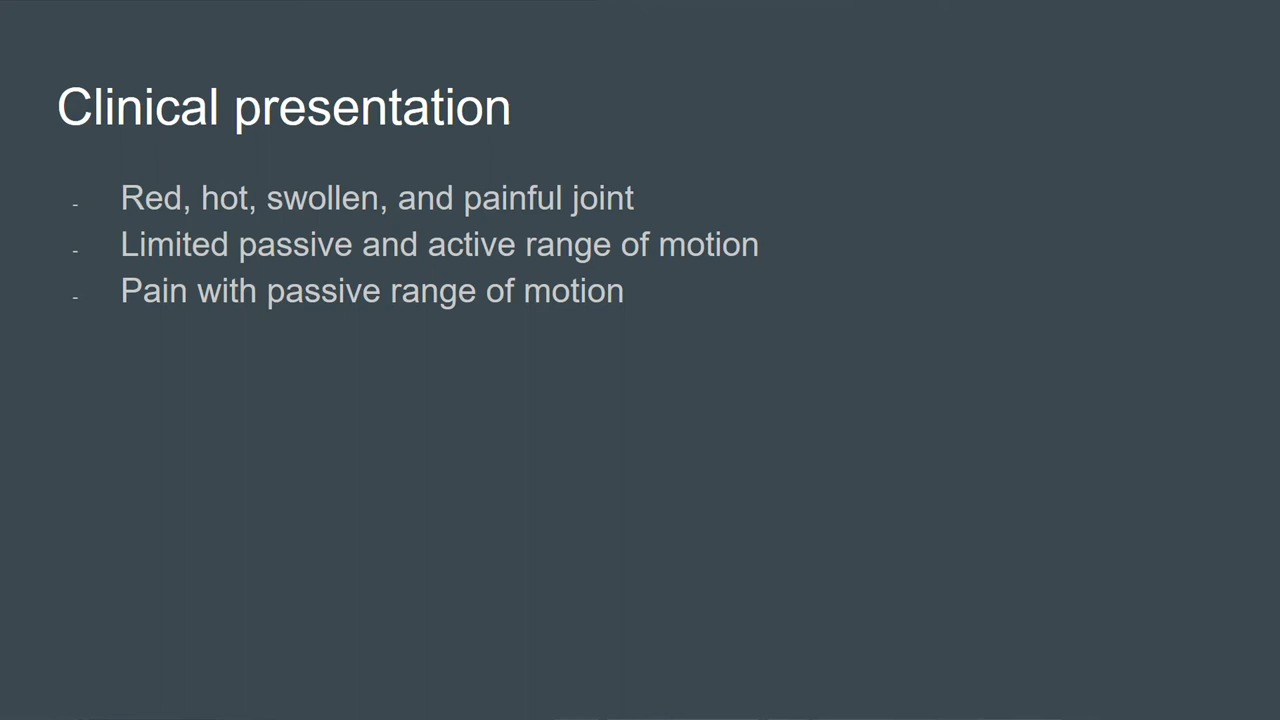 Clinical presentation
- Red, hot, swollen, and painful joint
- Limited passive and active range of motion
- Pain with passive range of motion